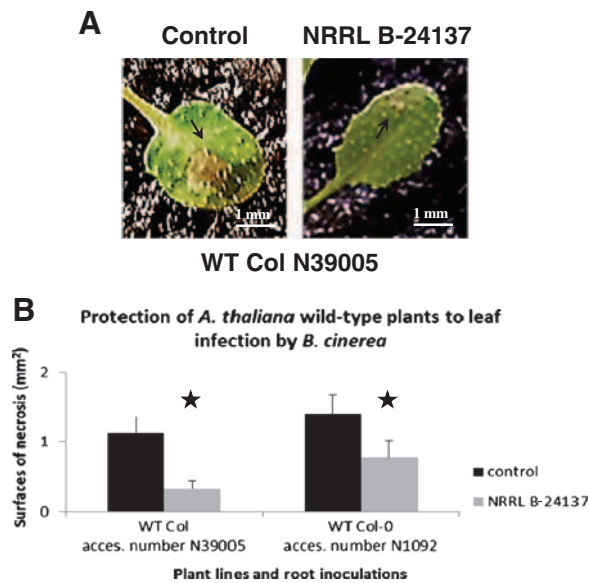 A
Control NRRL B-24137
1 mm 1 mm
WT Col N39005
B
Protection of A. thaliana wild-type plants to leaf
infection by B. cinerea
Surfaces of necrosis (mm²)
2
1
0
WT Col
acces. number N39005
WT Col-0
acces. number N1092
control
NRRL B-24137
Plant lines and root inoculations